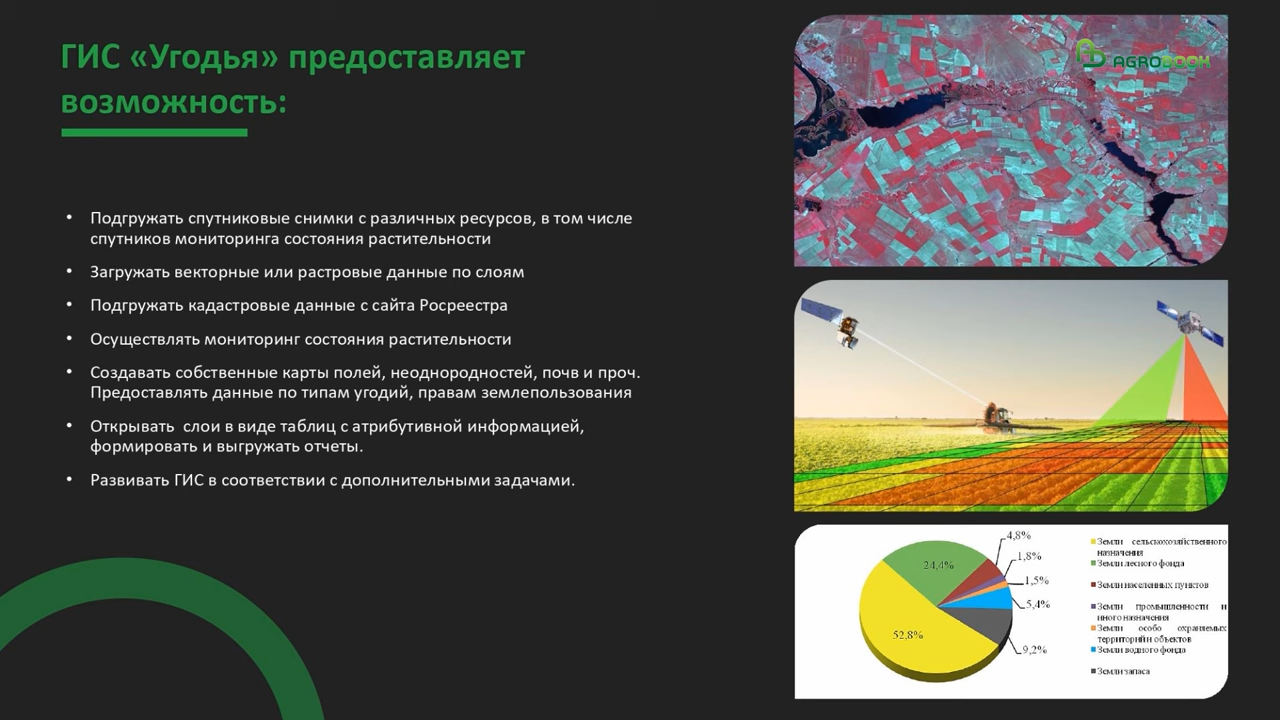 ГИС «Угодья» предоставляет
возможность:
• Подгружать спутниковые снимки с различных ресурсов, в том числе
спутников мониторинга состояния растительности
• Загружать векторные или растровые данные по слоям
• Подгружать кадастровые данные с сайта Росреестра
• Осуществлять мониторинг состояния растительности
• Создавать собственные карты полей, неоднородностей, почв и проч.
Предоставлять данные по типам угодий, правам землепользования
• Открывать  слои в виде таблиц с атрибутивной информацией,
формировать и выгружать отчеты.
• Развивать ГИС в соответствии с дополнительными задачами.
AGROBOOK
4,8%
1,8%
1,5%
5,4%
9,2%
24,4%
52,8%
Земли сельскохозяйственного
назначения
Земли лесного фонда
Земли населенных пунктов
Земли промышленности и
иного назначения
Земли особо охраняемых
территорий и объектов
Земли водного фонда
Земли запаса